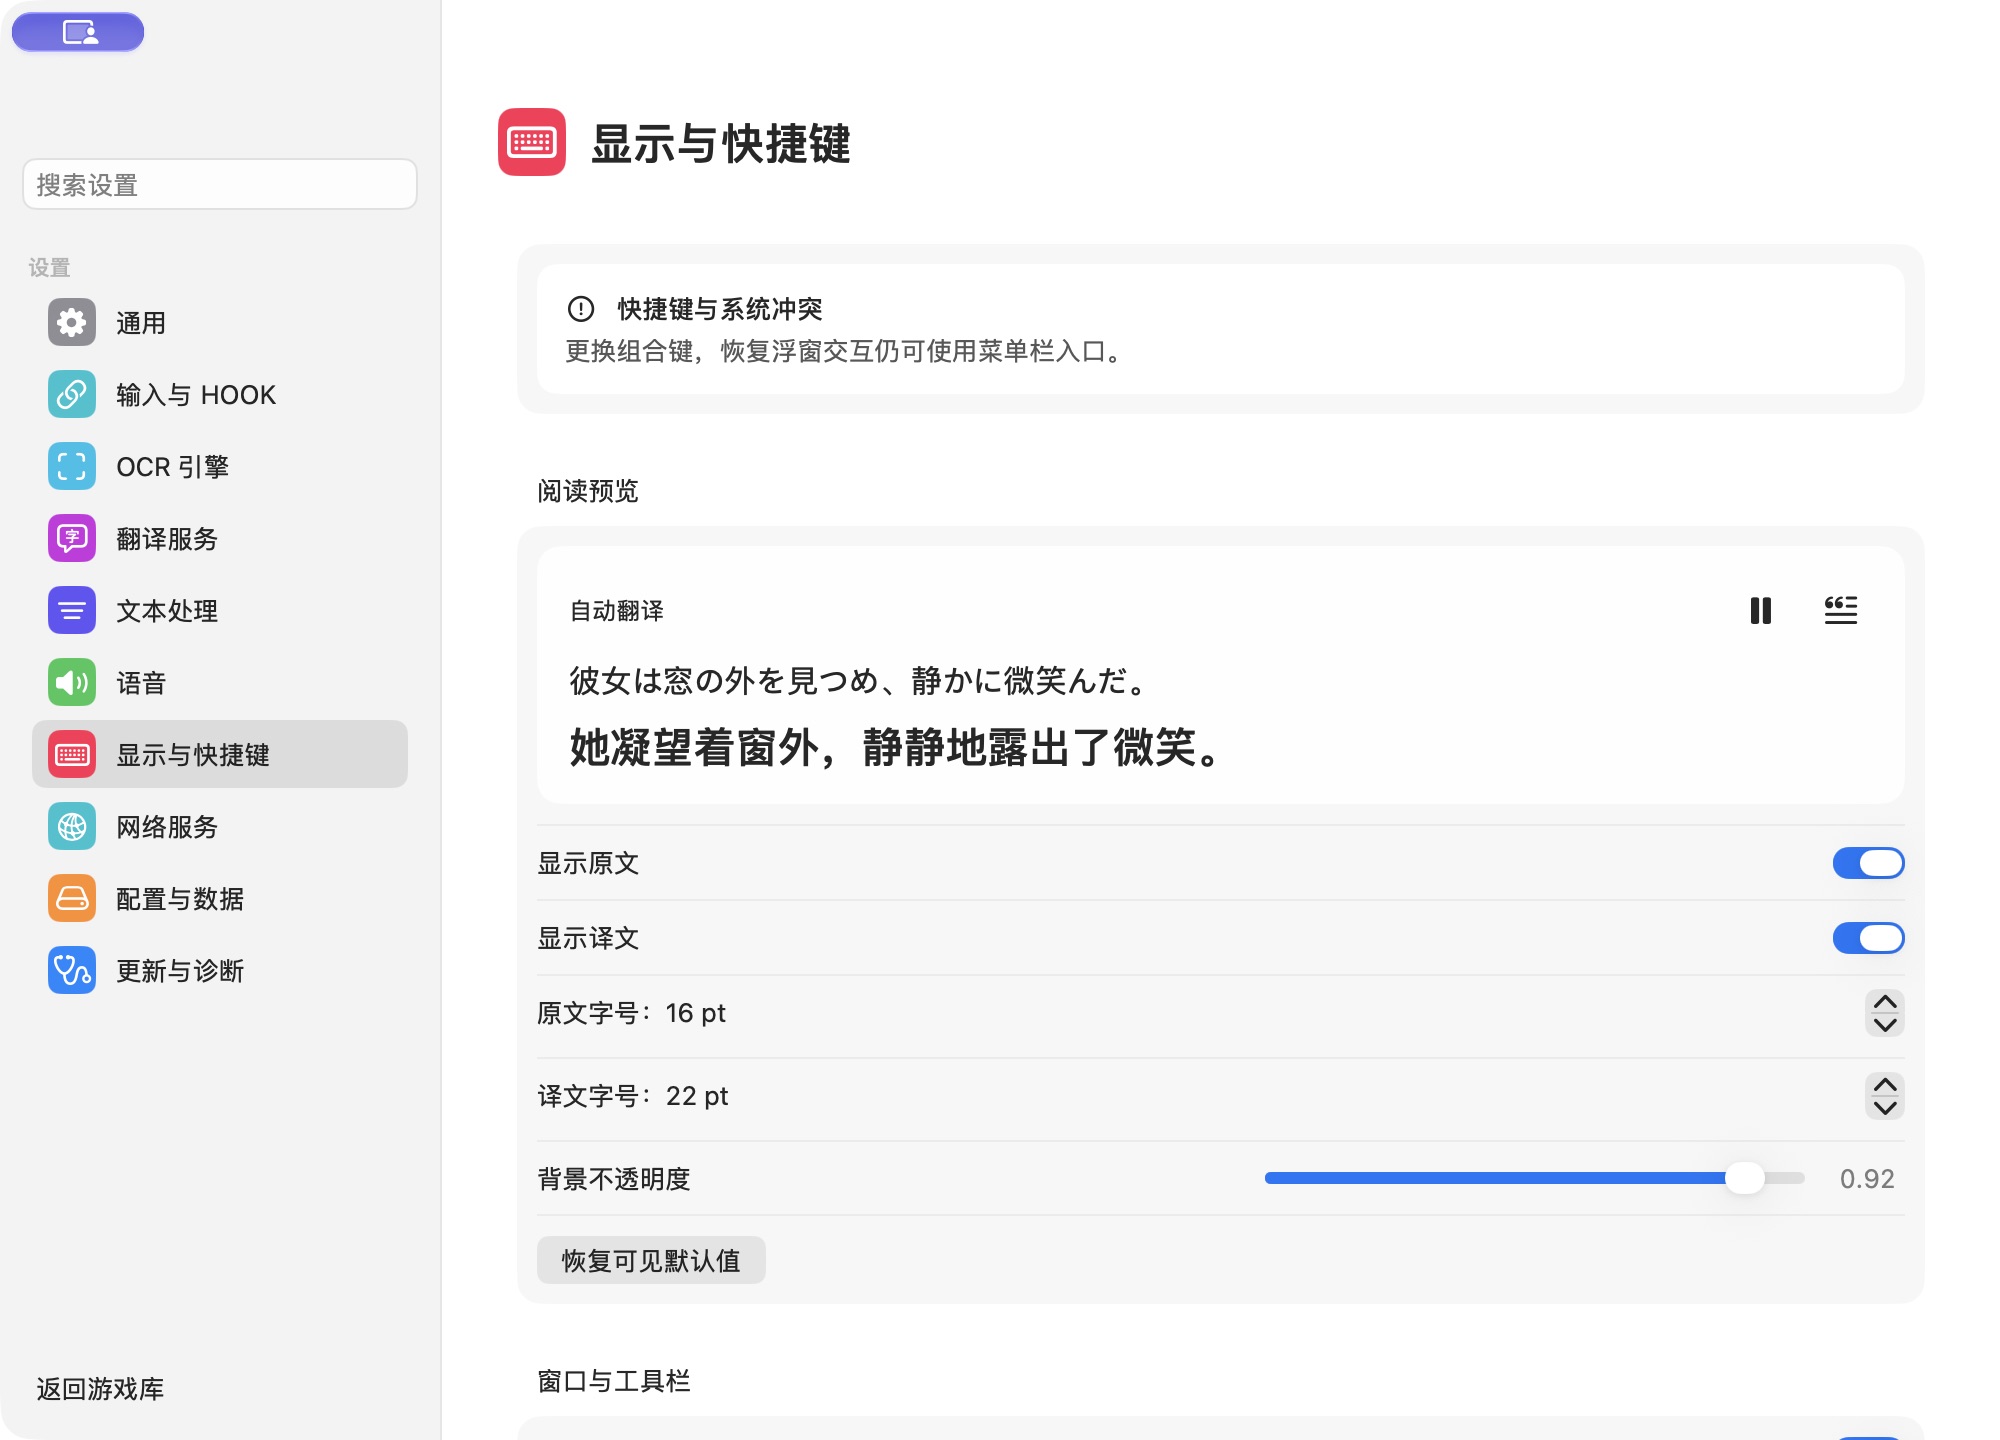 搜索设置
设置
通用
输入与 HOOK
OCR 引擎
字
翻译服务
文本处理
语音
显示与快捷键
网络服务
配置与数据
更新与诊断
返回游戏库
显示与快捷键
快捷键与系统冲突
更换组合键，恢复浮窗交互仍可使用菜单栏入口。
阅读预览
自动翻译
彼女は窓の外を見つめ、静かに微笑んだ。
她凝望着窗外，静静地露出了微笑。
显示原文
显示译文
原文字号：16 pt
译文字号：22 pt
背景不透明度
0.92
恢复可见默认值
窗口与工具栏